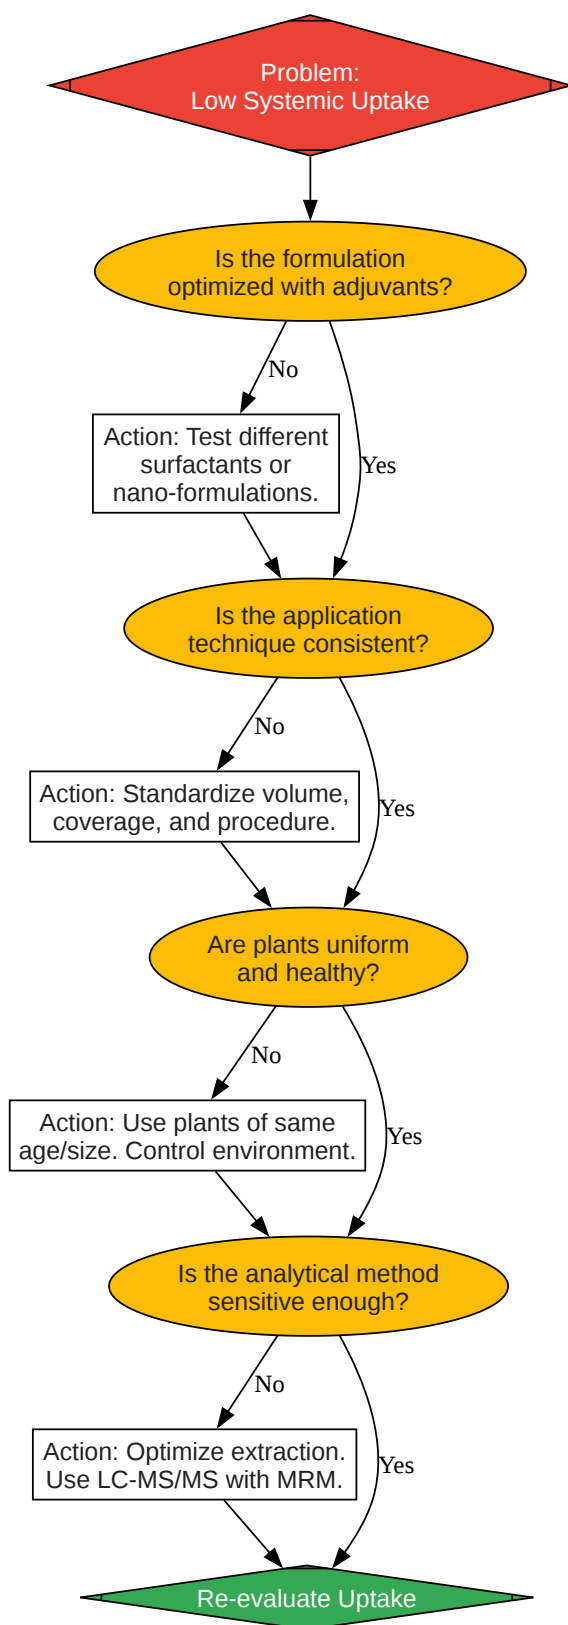 Problem:
Low Systemic Uptake
Is the formulation
optimized with adjuvants?
No
Action: Test different
surfactants or
nano-formulations.
Yes
Is the application
technique consistent?
No
Action: Standardize volume,
coverage, and procedure.
Yes
Are plants uniform
and healthy?
No
Action: Use plants of same
age/size. Control environment.
Yes
Is the analytical method
sensitive enough?
No
Action: Optimize extraction.
Use LC-MS/MS with MRM.
Yes
Re-evaluate Uptake